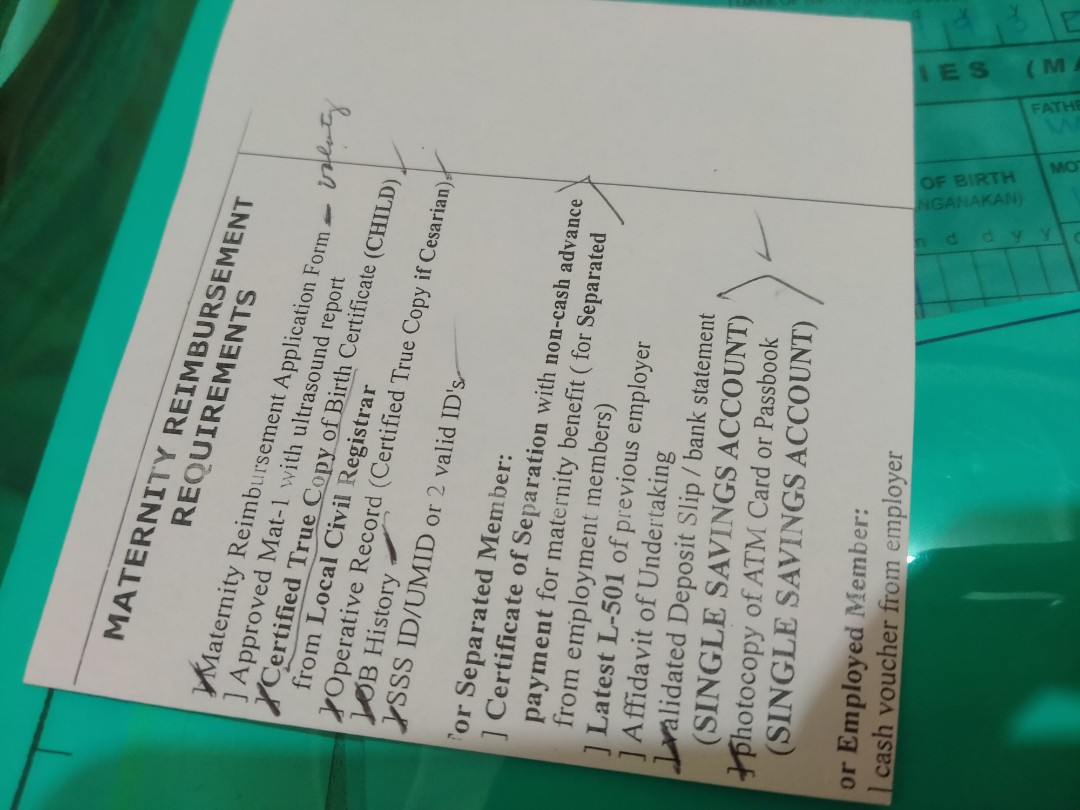 MATERNITY REIMBURSEMENT
REQUIREMENTS
Maternity Reimbursement Application Form -
] Approved Mat-1 with ultrasound report
] Certified True Copy of Birth Certificate (CHILD)
from Local Civil Registrar
] Operative Record (Certified True Copy if Cesarian)
] OB History
] SSS ID/UMID or 2 valid ID's
or Separated Member:
] Certificate of Separation with non-cash advance
payment for maternity benefit ( for Separated
from employment members)
] Latest L-501 of previous employer
] Affidavit of Undertaking
] validated Deposit Slip / bank statement
(SINGLE SAVINGS ACCOUNT)
] Photocopy of ATM Card or Passbook
(SINGLE SAVINGS ACCOUNT)
or Employed Member:
] cash voucher from employer
IES (MA
FATHE
OF BIRTH
NGANAKAN)
MO
d d y y